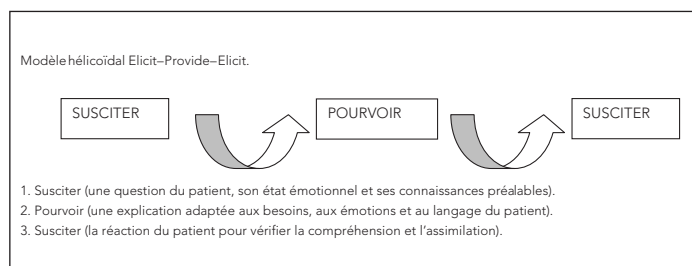 Modèle hélicoïdal Elicit–Provide–Elicit.
SUSCITER POURVOIR SUSCITER
1. Susciter (une question du patient, son état émotionnel et ses connaissances préalables).
2. Pourvoir (une explication adaptée aux besoins, aux émotions et au langage du patient).
3. Susciter (la réaction du patient pour vérifier la compréhension et l’assimilation).